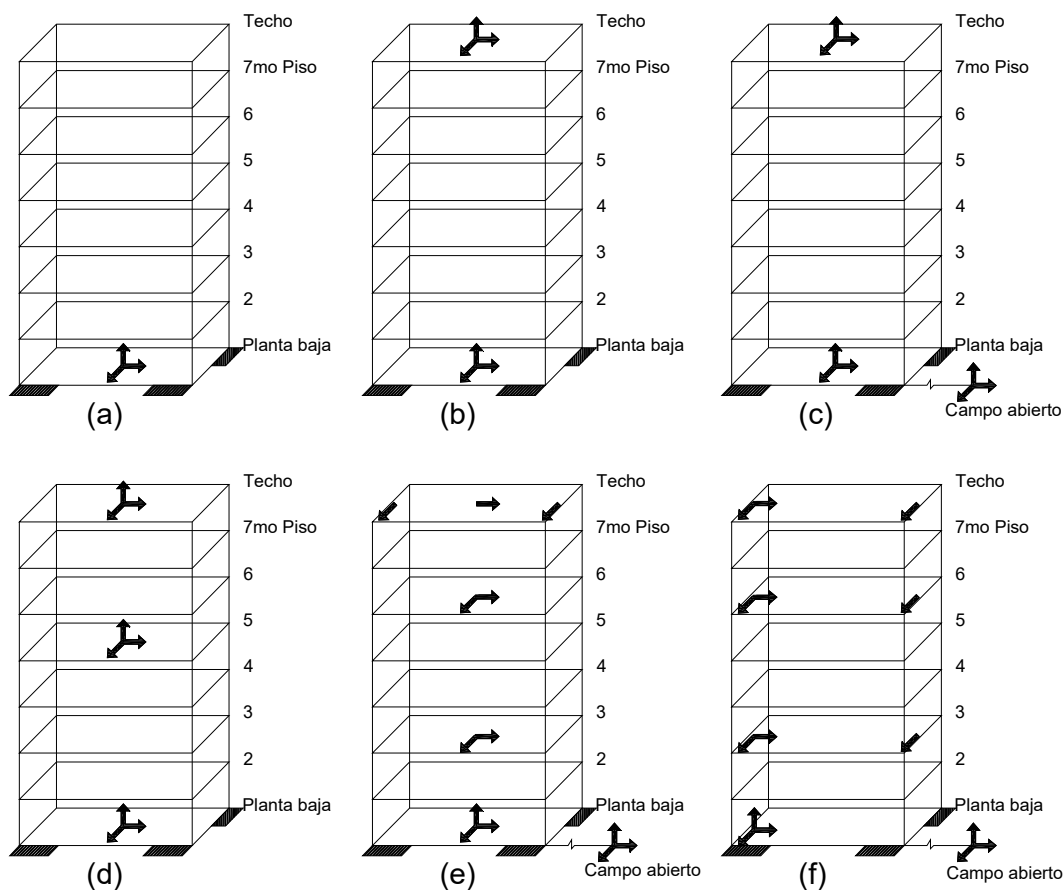 Techo
7mo Piso
6
5
4
3
2
Planta baja
(a)
Techo
7mo Piso
6
5
4
3
2
Planta baja
(b)
Techo
7mo Piso
6
5
4
3
2
Planta baja
Campo abierto
(c)
Techo
7mo Piso
6
5
4
3
2
Planta baja
(d)
Techo
7mo Piso
6
5
4
3
2
Planta baja
Campo abierto
(e)
Techo
7mo Piso
6
5
4
3
2
Planta baja
Campo abierto
(f)